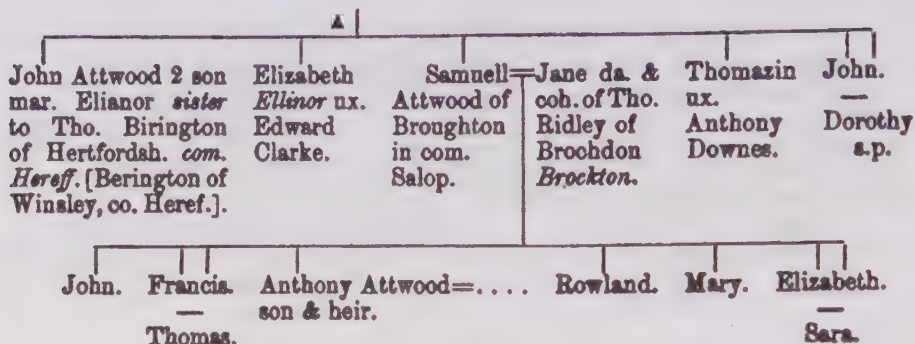 A
John Attwood 2 son
mar. Elianor sister
to Tho. Birington
of Hertfordsh. com.
Hereff. [Berington of
Winsley, co. Heref.].
Elizabeth
Ellinor ux.
Edward
Clarke.
Samuell=Jane da. &
Attwood of
Broughton
in com.
Salop.
coh. of Tho.
Ridley of
Brochdon
Brockton.
Thomazin
ux.
Anthony
Downes.
John.
—
Dorothy
s.p.
John.
Francis.
—
Thomas.
Anthony Attwood=....
son & heir.
Rowland.
Mary.
Elizabeth.
—
Sara.